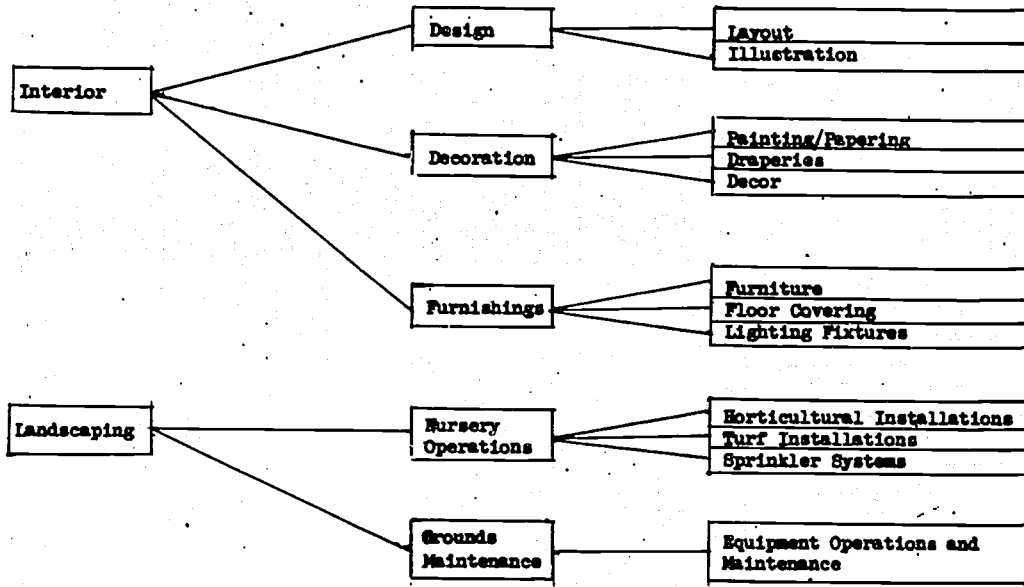 Interior
Design
Layout
Illustration
Decoration
Painting/Papering
Draperies
Decor
Furnishings
Furniture
Floor Covering
Lighting Fixtures
Landscaping
Nursery
Operations
Horticultural Installations
Turf Installations
Sprinkler Systems
Grounds
Maintenance
Equipment Operations and
Maintenance